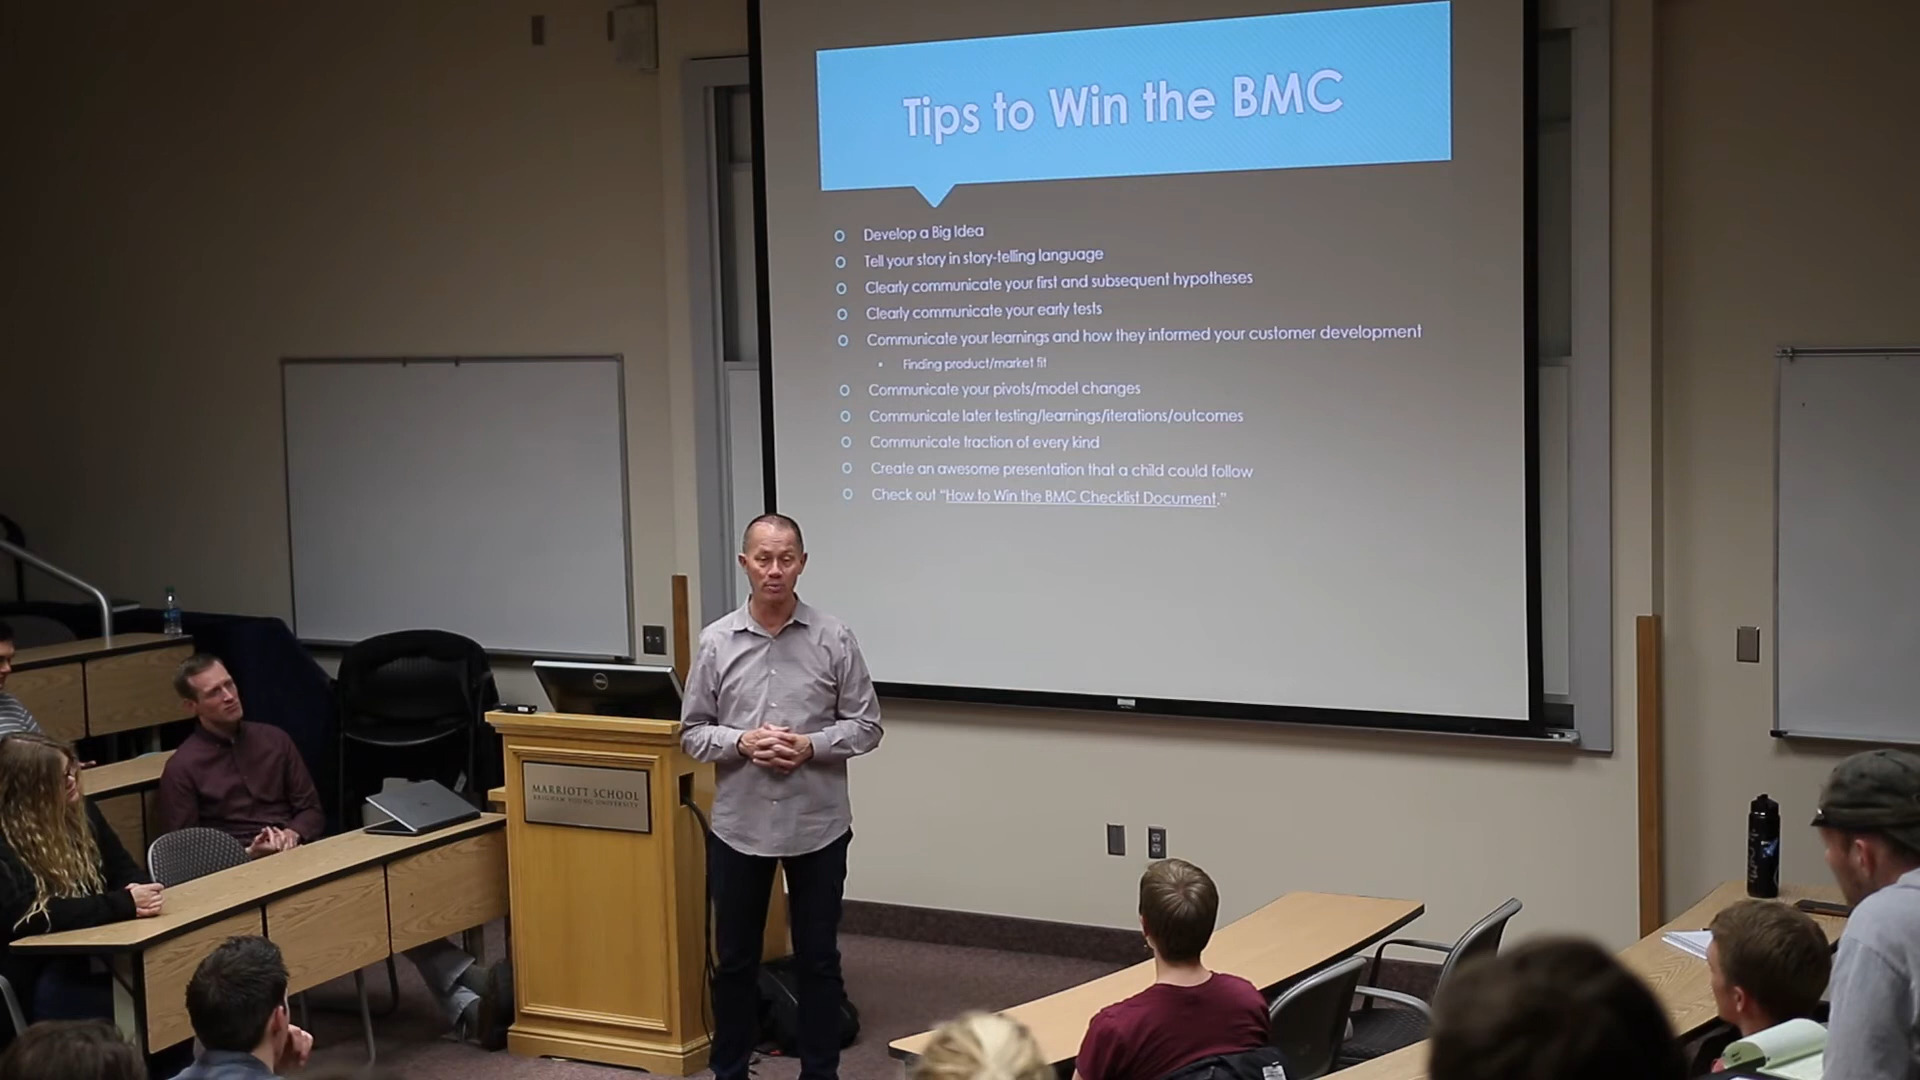 Tips to Win the BMC
Develop a Big Idea
Tell your story in story-telling language
Clearly communicate your first and subsequent hypotheses
Clearly communicate your early tests
Communicate your learnings and how they informed your customer development
Finding product/market fit
Communicate your pivots/model changes
Communicate later testing/learnings/iterations/outcomes
Communicate traction of every kind
Create an awesome presentation that a child could follow
Check out “How to Win the BMC Checklist Document.”
DELL
MARRIOTT SCHOOL
BRIGHAM YOUNG UNIVERSITY